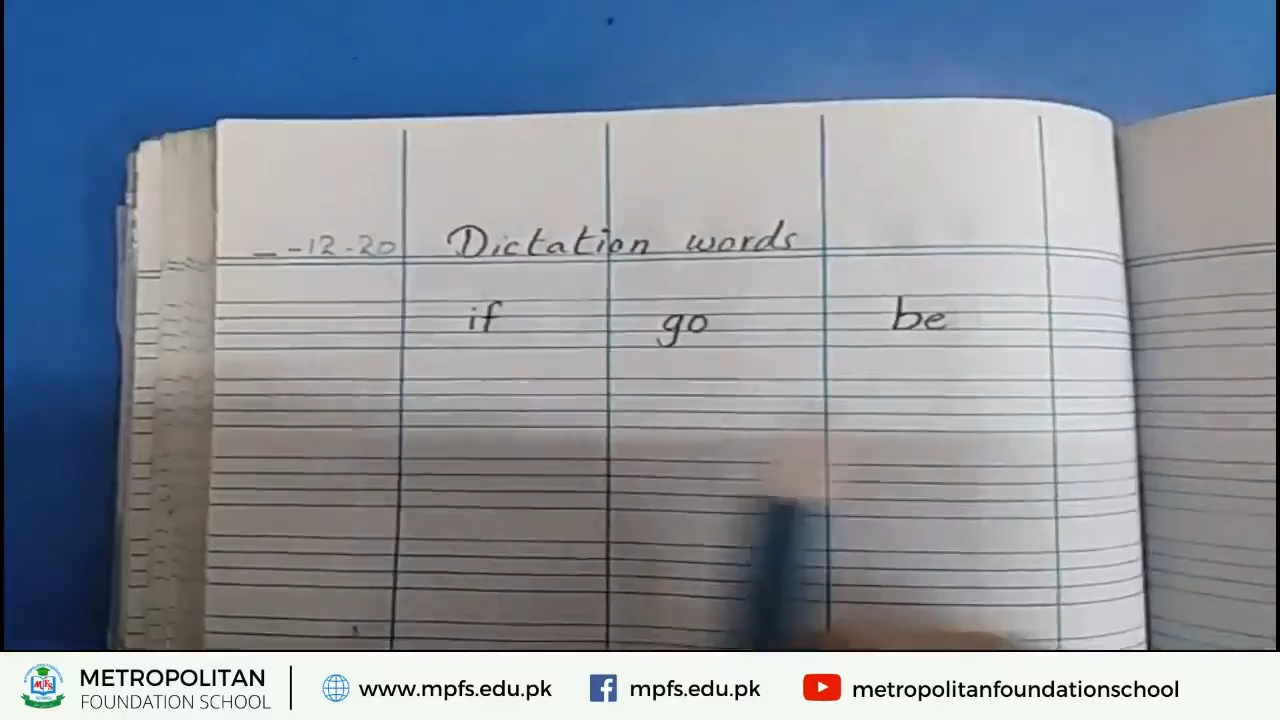 _-12-20 Dictation words
if go be
METROPOLITAN
FOUNDATION SCHOOL
www.mpfs.edu.pk
mpfs.edu.pk
metropolitanfoundationschool